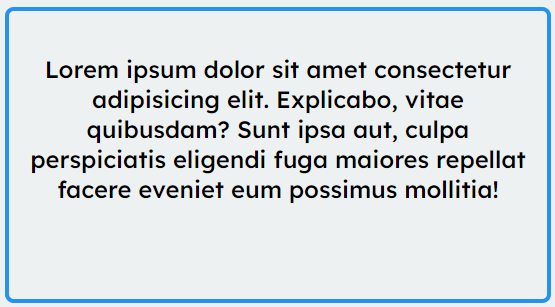 Lorem ipsum dolor sit amet consectetur
adipisicing elit. Explicabo, vitae
quibusdam? Sunt ipsa aut, culpa
perspiciatis eligendi fuga maiores repellat
facere eveniet eum possimus mollitia!